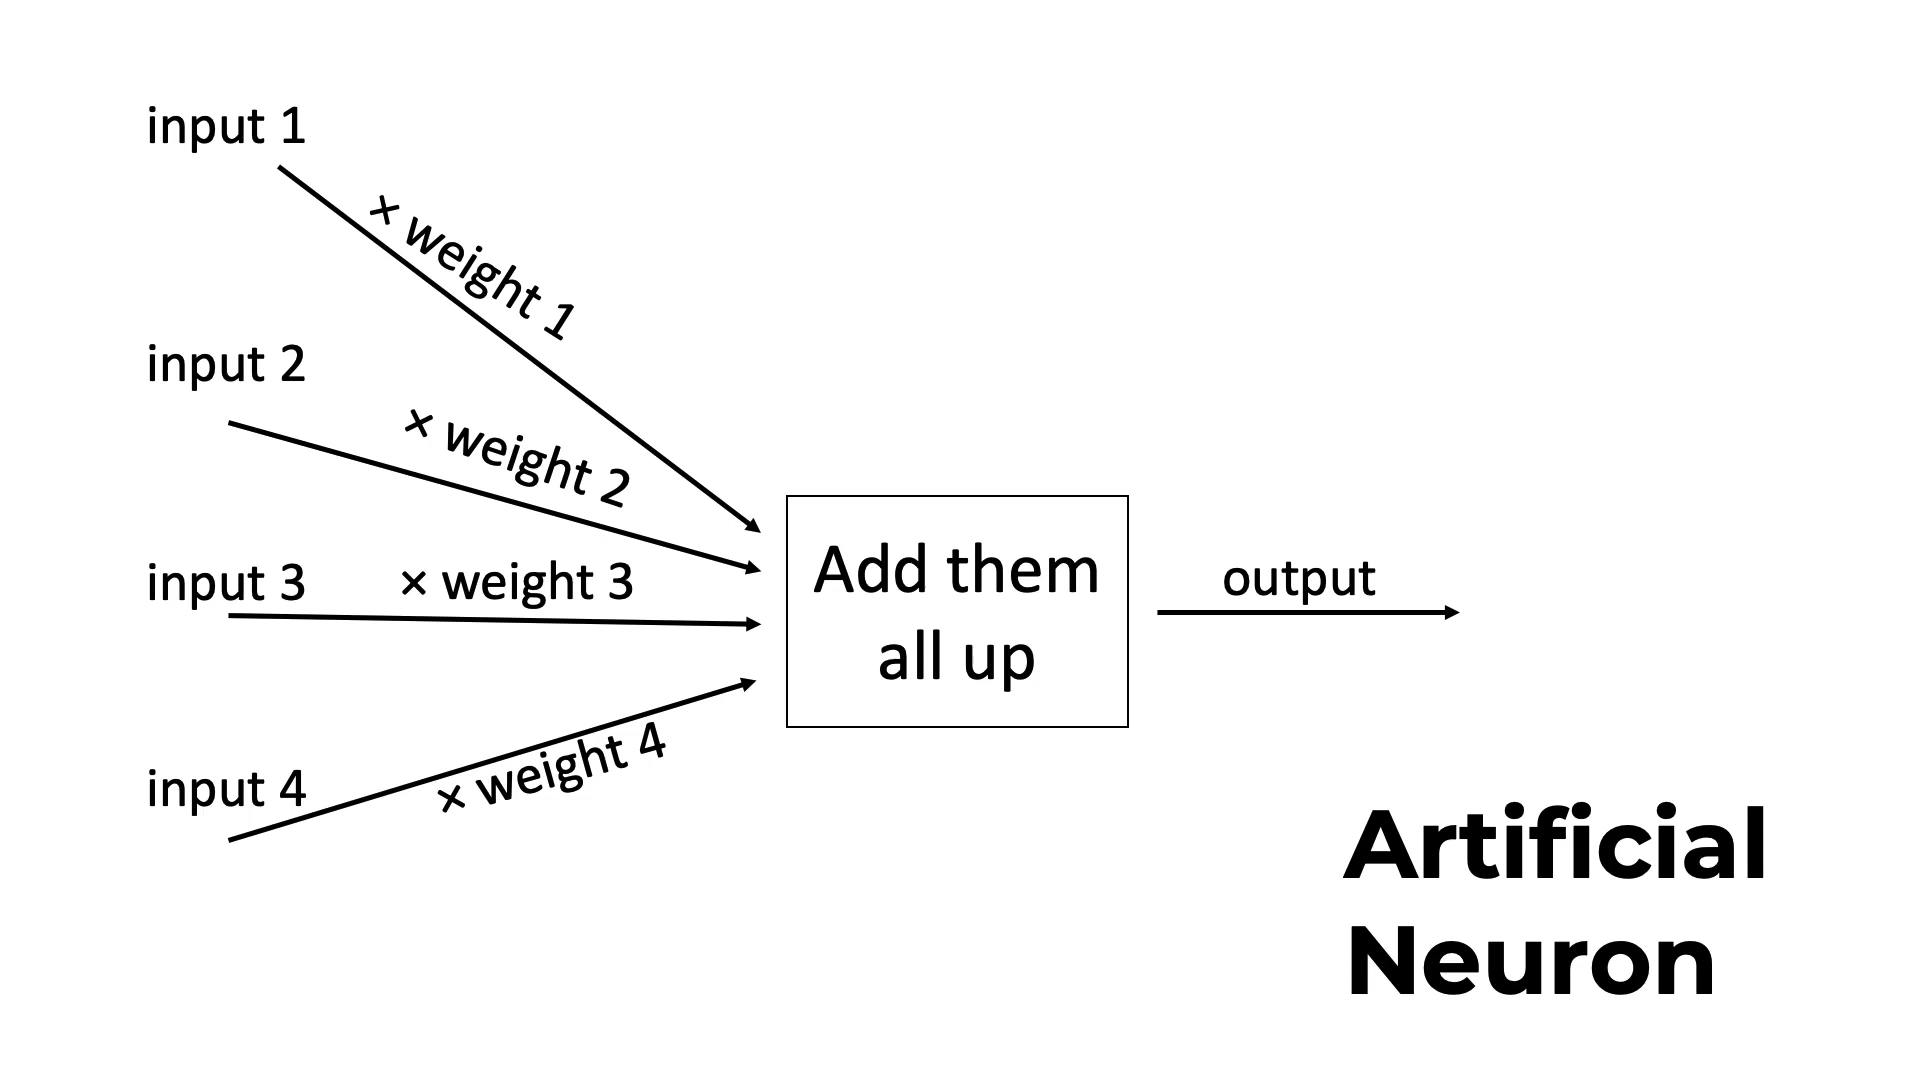 input 1
× weight 1
input 2
× weight 2
input 3
× weight 3
input 4
× weight 4
Add them
all up
output
Artificial
Neuron